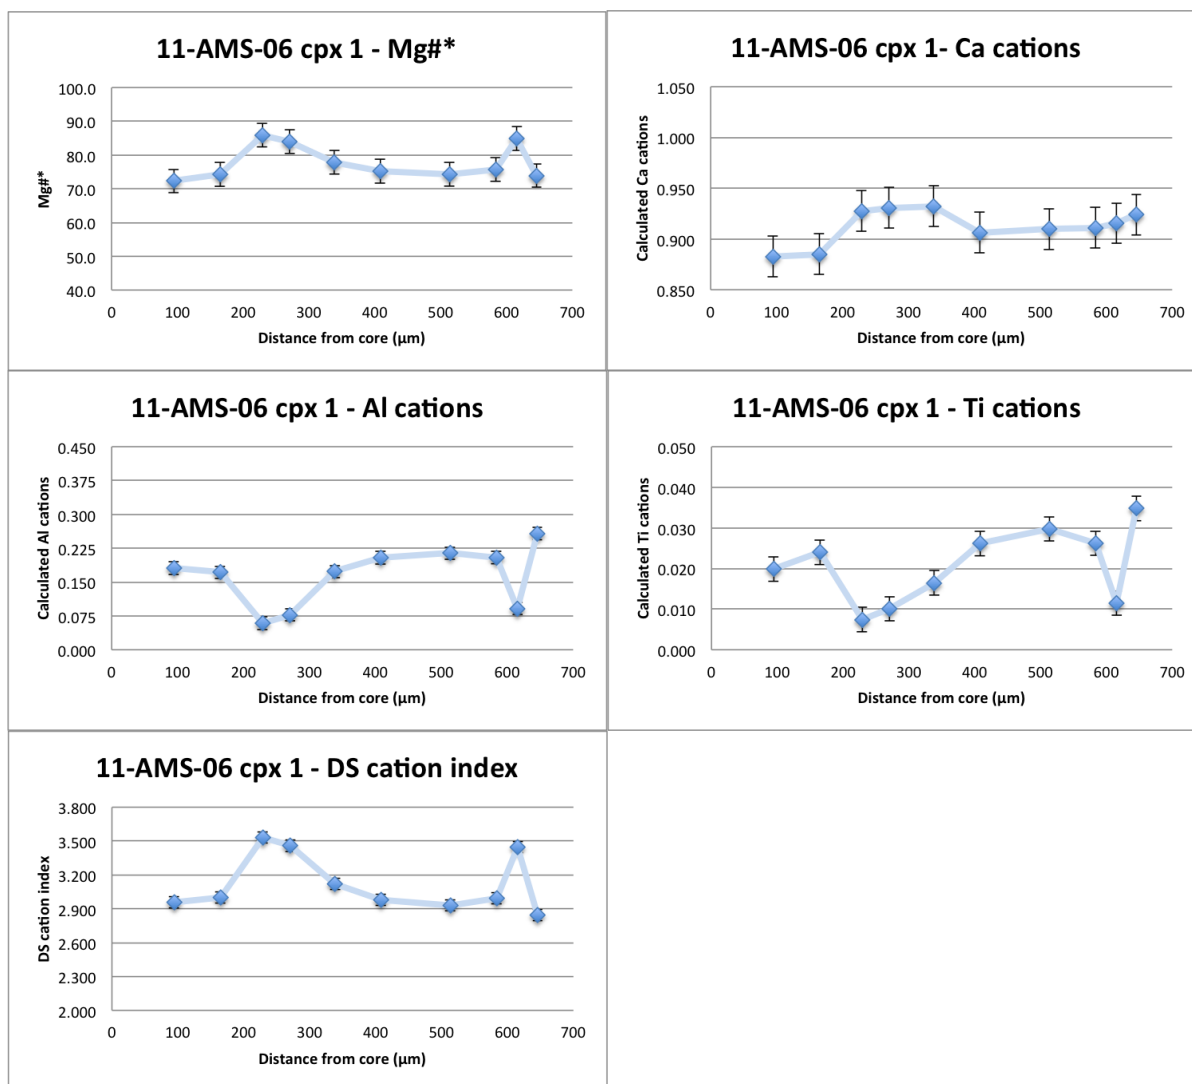 11-AMS-06 cpx 1 - Mg#*
100.0
90.0
80.0
70.0
60.0
50.0
40.0
Mg#*
0 100 200 300 400 500 600 700
Distance from core (μm)
11-AMS-06 cpx 1- Ca cations
1.050
1.000
0.950
0.900
0.850
Calculated Ca cations
0 100 200 300 400 500 600 700
Distance from core (μm)
11-AMS-06 cpx 1 - Al cations
0.450
0.375
0.300
0.225
0.150
0.075
0.000
Calculated Al cations
0 100 200 300 400 500 600 700
Distance from core (μm)
11-AMS-06 cpx 1 - Ti cations
0.050
0.040
0.030
0.020
0.010
0.000
Calculated Ti cations
0 100 200 300 400 500 600 700
Distance from core (μm)
11-AMS-06 cpx 1 - DS cation index
3.800
3.500
3.200
2.900
2.600
2.300
2.000
DS cation index
0 100 200 300 400 500 600 700
Distance from core (μm)